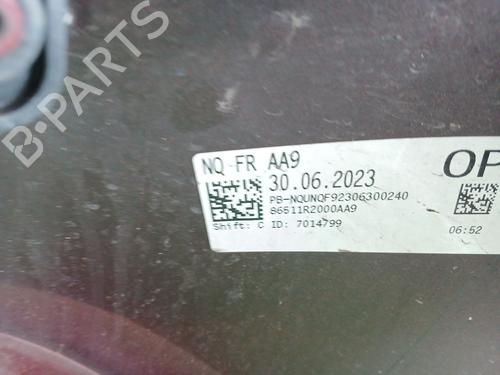 B-PARTS
NQ FR AA9
30.06.2023
PB-NQUNQF92306300240
86511R2000AA9
Shift: C ID: 7014799
OP
06:52